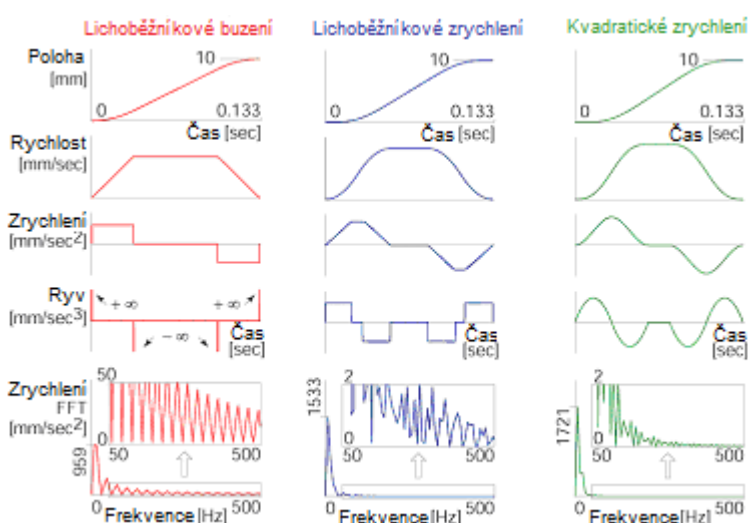 Lichoběžníkové buzení
Lichoběžníkové zrychlení
Kvadratické zrychlení
Poloha
[mm]
10
0
0.133
Čas [sec]
10
0
0.133
Čas [sec]
10
0
0.133
Čas [sec]
Rychlost
[mm/sec]
Zrychlení
[mm/sec2]
Ryv
[mm/sec3]
+ ∞
+ ∞
- ∞
Čas
[sec]
Čas
[sec]
Čas
[sec]
Zrychlení
FFT
[mm/sec2]
50
0
50
500
959
0
500
Frekvence[Hz]
2
0
50
500
1533
0
500
Frekvence[Hz]
2
0
50
500
1721
0
500
Frekvence[Hz]